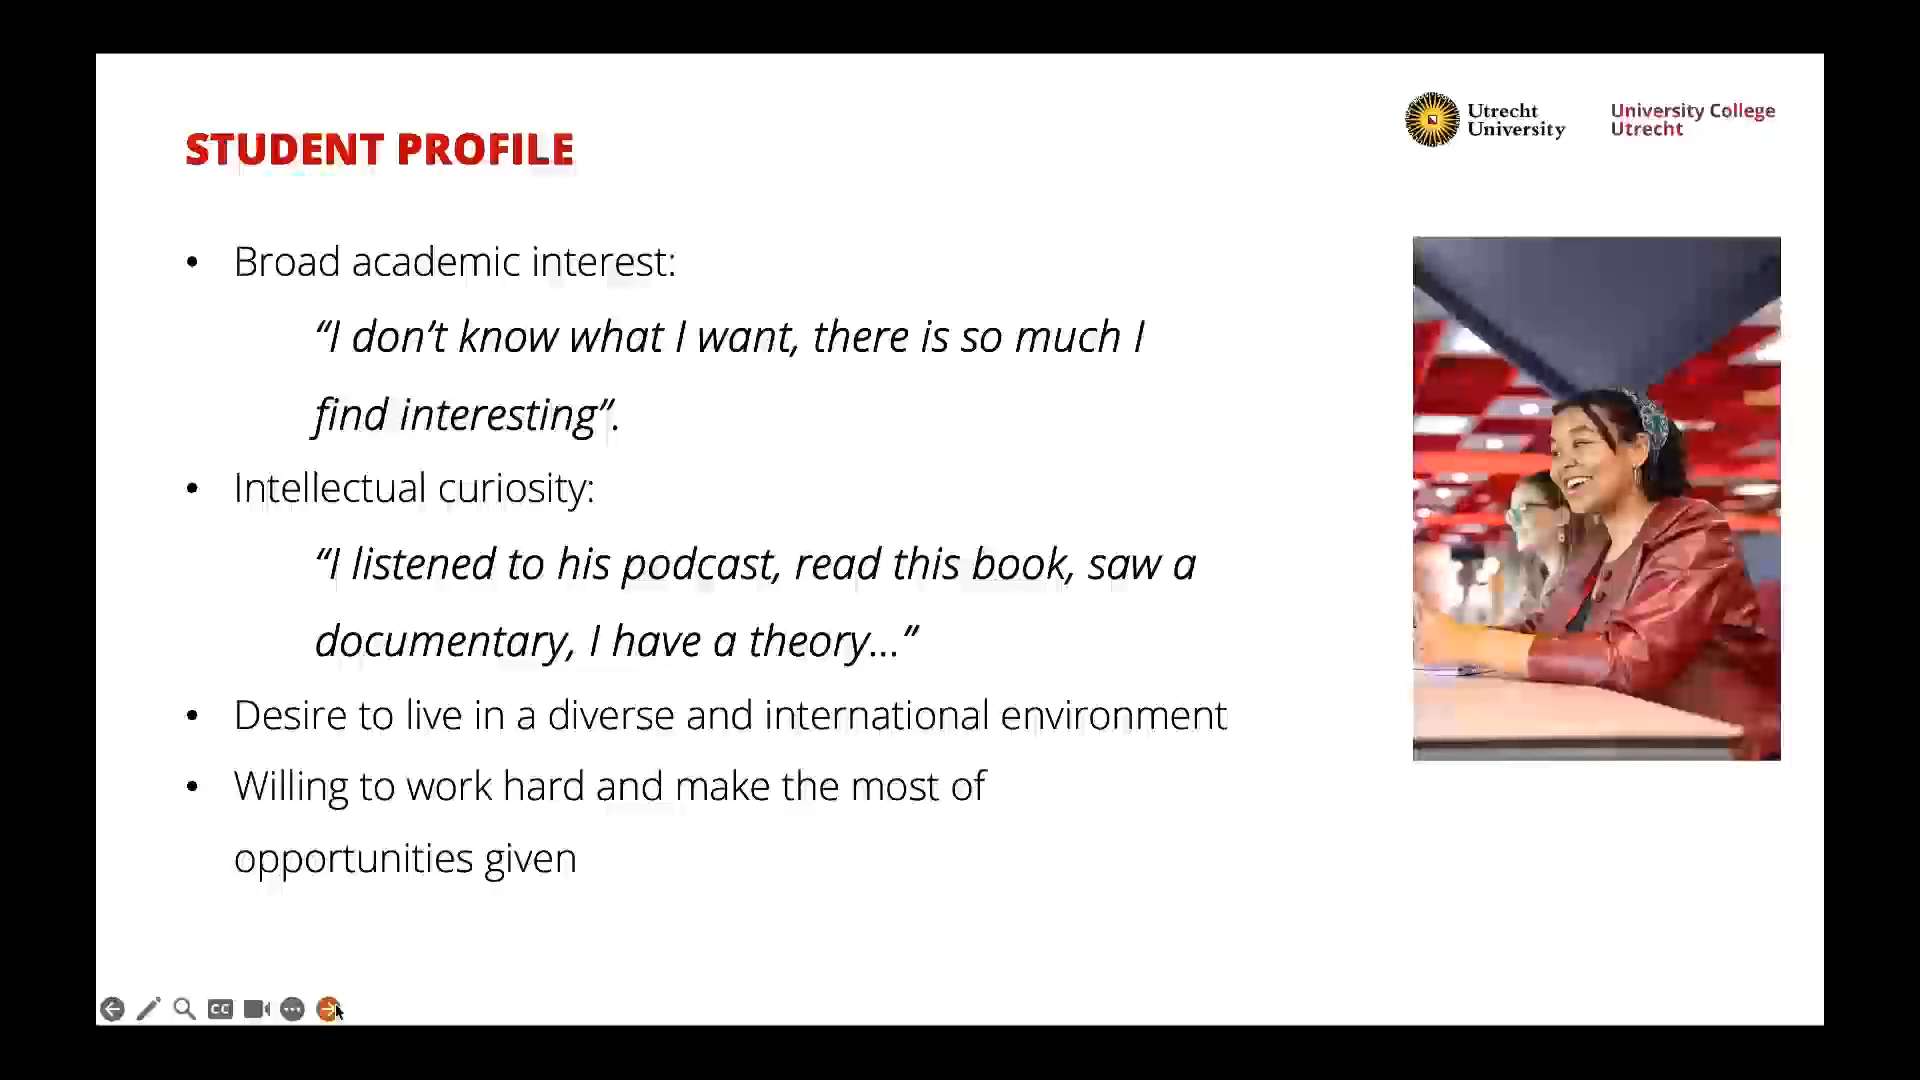 STUDENT PROFILE
Utrecht
University
University College
Utrecht
• Broad academic interest:
“I don’t know what I want, there is so much I
find interesting”.
• Intellectual curiosity:
“I listened to his podcast, read this book, saw a
documentary, I have a theory…”
• Desire to live in a diverse and international environment
• Willing to work hard and make the most of
opportunities given
CC